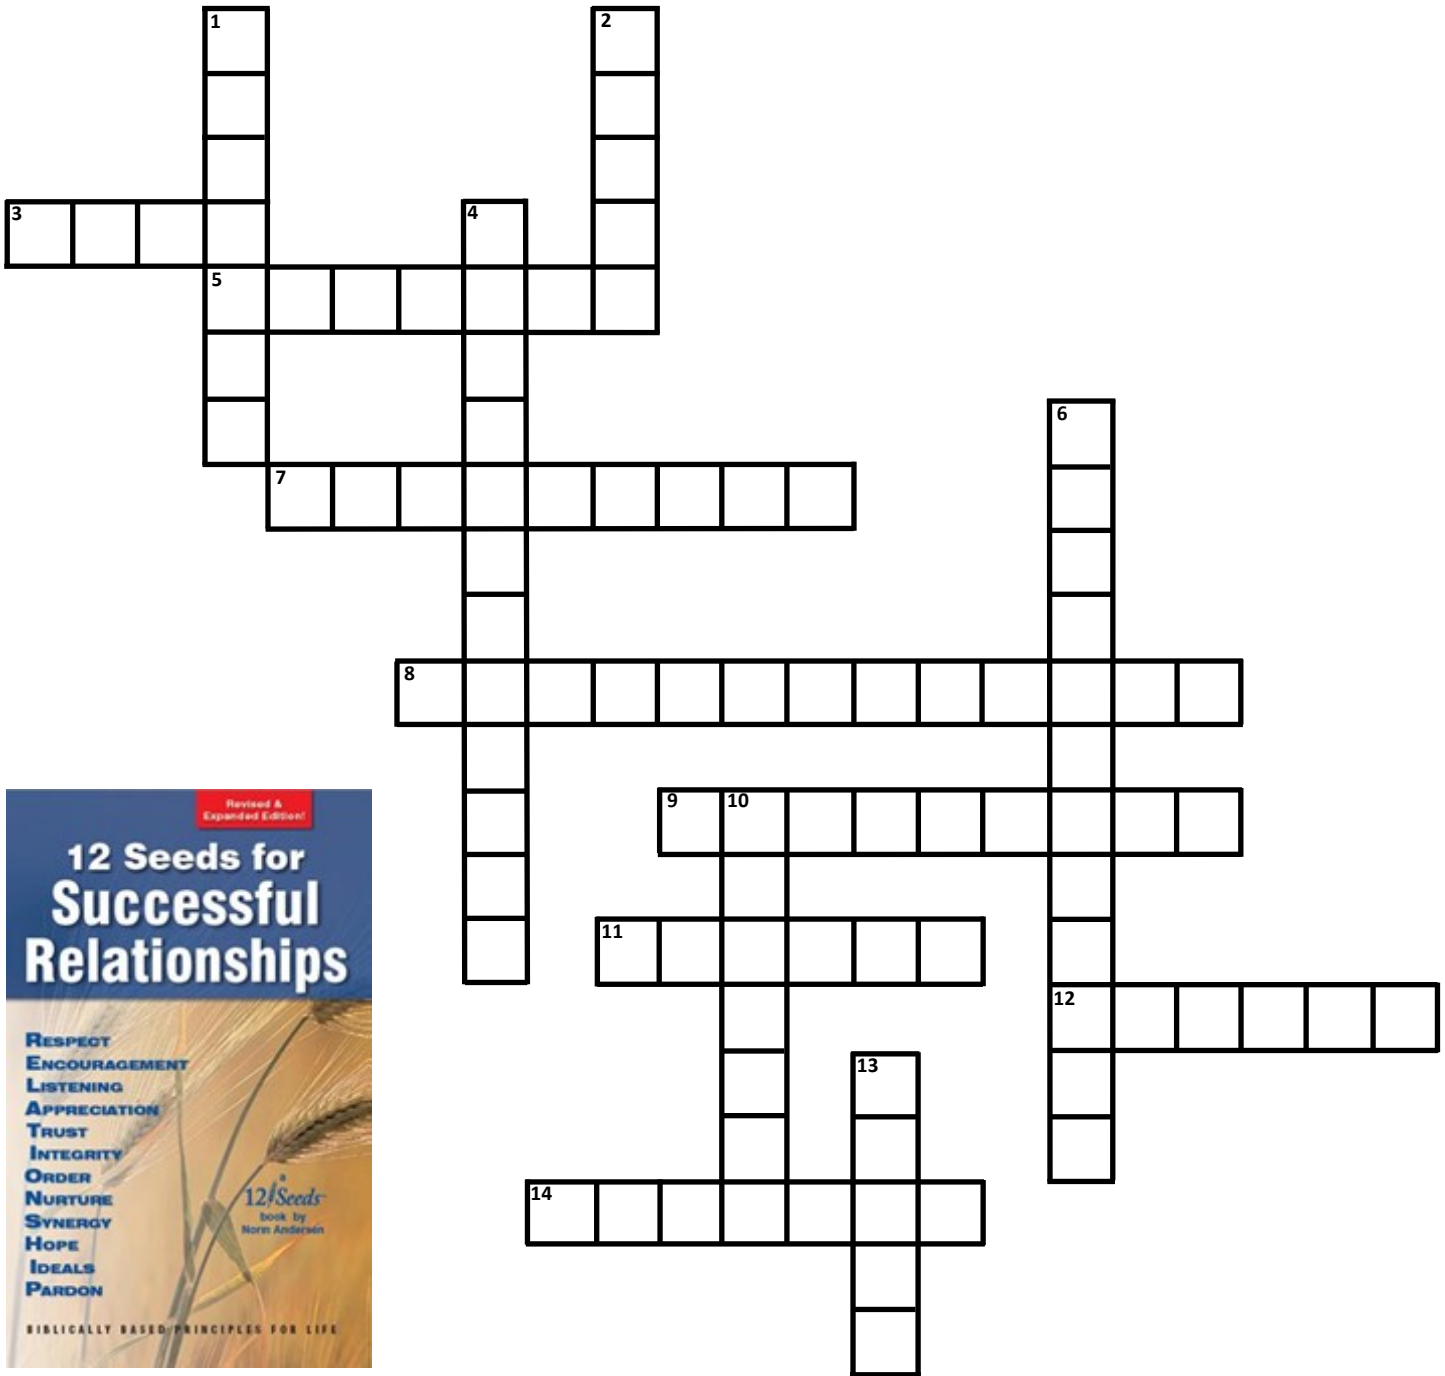 1
2
3
4
5
6
7
8
9
10
11
12
13
14
Revised &
Expanded Edition!
12 Seeds for
Successful
Relationships
RESPECT
ENCOURAGEMENT
LISTENING
APPRECIATION
TRUST
INTEGRITY
ORDER
NURTURE
SYNERGY
HOPE
IDEALS
PARDON
a
12 Seeds
book by
Norm Andersen
BIBLICALLY BASED PRINCIPLES FOR LIFE